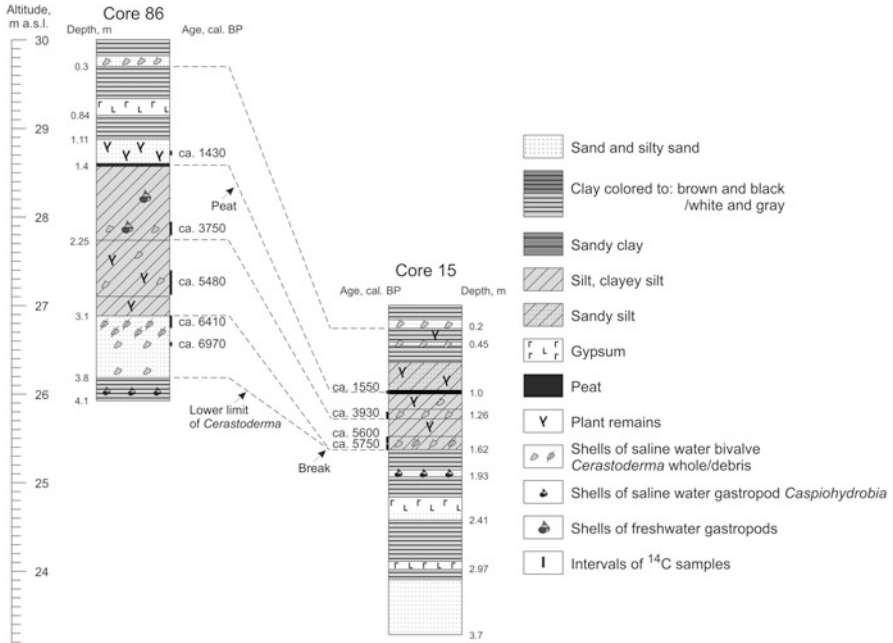 Altitude,
m a.s.l.
Core 86
Depth, m
Age, cal. BP
30
29
28
27
26
25
24
0.3
0.84
1.11
1.4
2.25
3.1
3.8
4.1
ca. 1430
ca. 3750
ca. 5480
ca. 6410
ca. 6970
Peat
Lower limit
of Cerastoderma
Break
Core 15
Age, cal. BP
Depth, m
ca. 1550
ca. 3930
ca. 5600
ca. 5750
0.2
0.45
1.0
1.26
1.62
1.93
2.41
2.97
3.7
Sand and silty sand
Clay colored to: brown and black
/white and gray
Sandy clay
Silt, clayey silt
Sandy silt
Gypsum
Peat
Plant remains
Shells of saline water bivalve
Cerastoderma whole/debris
Shells of saline water gastropod Caspiohydrobia
Shells of freshwater gastropods
Intervals of ¹⁴C samples